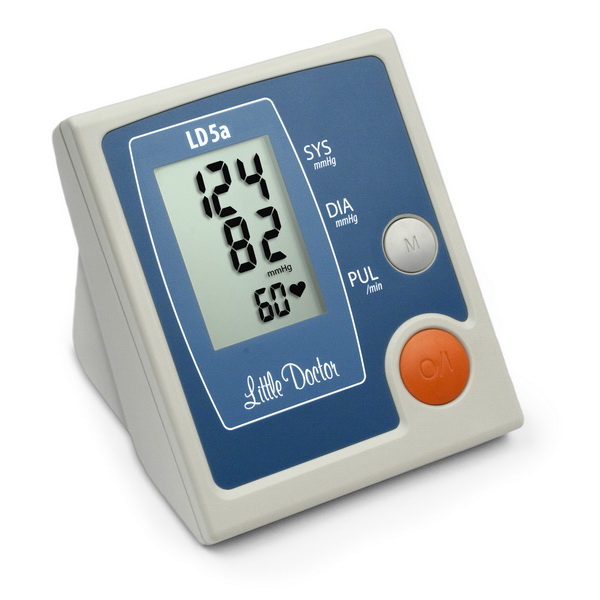 LD5a
124
82
mmHg
60
SYS
mmHg
DIA
mmHg
PUL
/min
M
O/I
Little Doctor